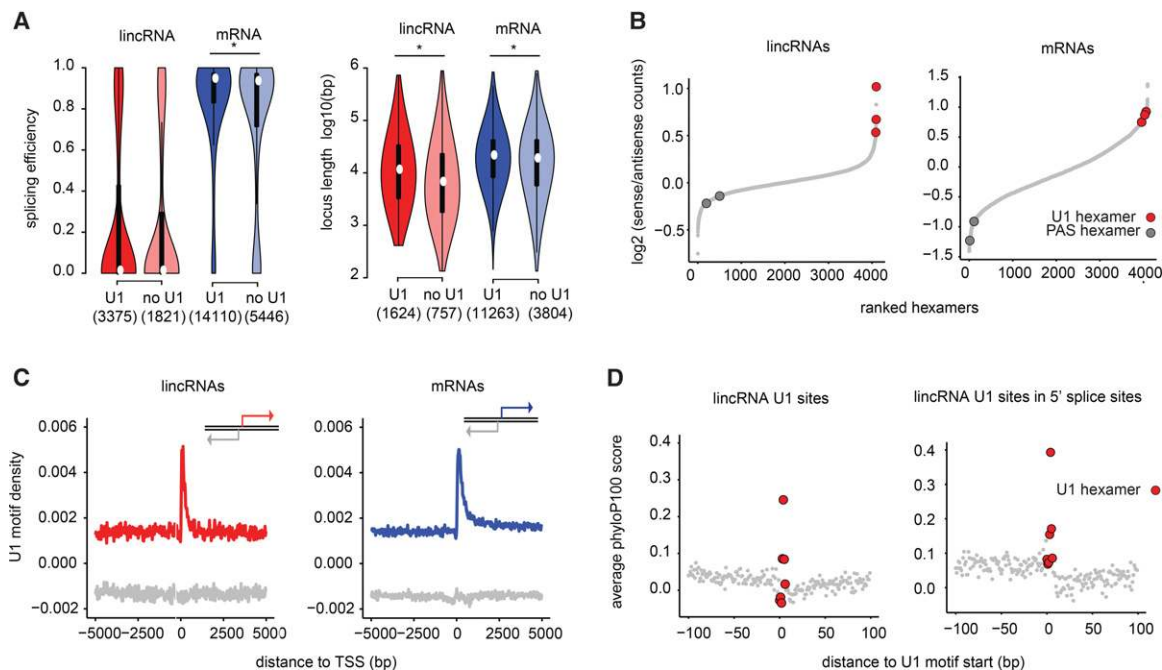 A
lincRNA
mRNA
*
splicing efficiency
1.0
0.8
0.6
0.4
0.2
0.0
U1
no U1
U1
no U1
(3375)
(1821)
(14110)
(5446)
lincRNA
mRNA
*
*
locus length log10(bp)
6
5
4
3
2
U1
no U1
U1
no U1
(1624)
(757)
(11263)
(3804)
B
lincRNAs
mRNAs
log2 (sense/antisense counts)
1.0
0.5
0.0
−0.5
0
1000
2000
3000
4000
1.5
1.0
0.5
0.0
−0.5
−1.0
−1.5
U1 hexamer
PAS hexamer
0
1000
2000
3000
4000
ranked hexamers
C
lincRNAs
mRNAs
U1 motif density
0.006
0.004
0.002
0.000
−0.002
−5000
−2500
0
2500
5000
0.006
0.004
0.002
0.000
−0.002
−5000
−2500
0
2500
5000
distance to TSS (bp)
D
lincRNA U1 sites
lincRNA U1 sites in 5' splice sites
average phyloP100 score
0.4
0.3
0.2
0.1
0.0
−100
−50
0
50
100
0.4
0.3
0.2
0.1
0.0
U1 hexamer
−100
−50
0
50
100
distance to U1 motif start (bp)